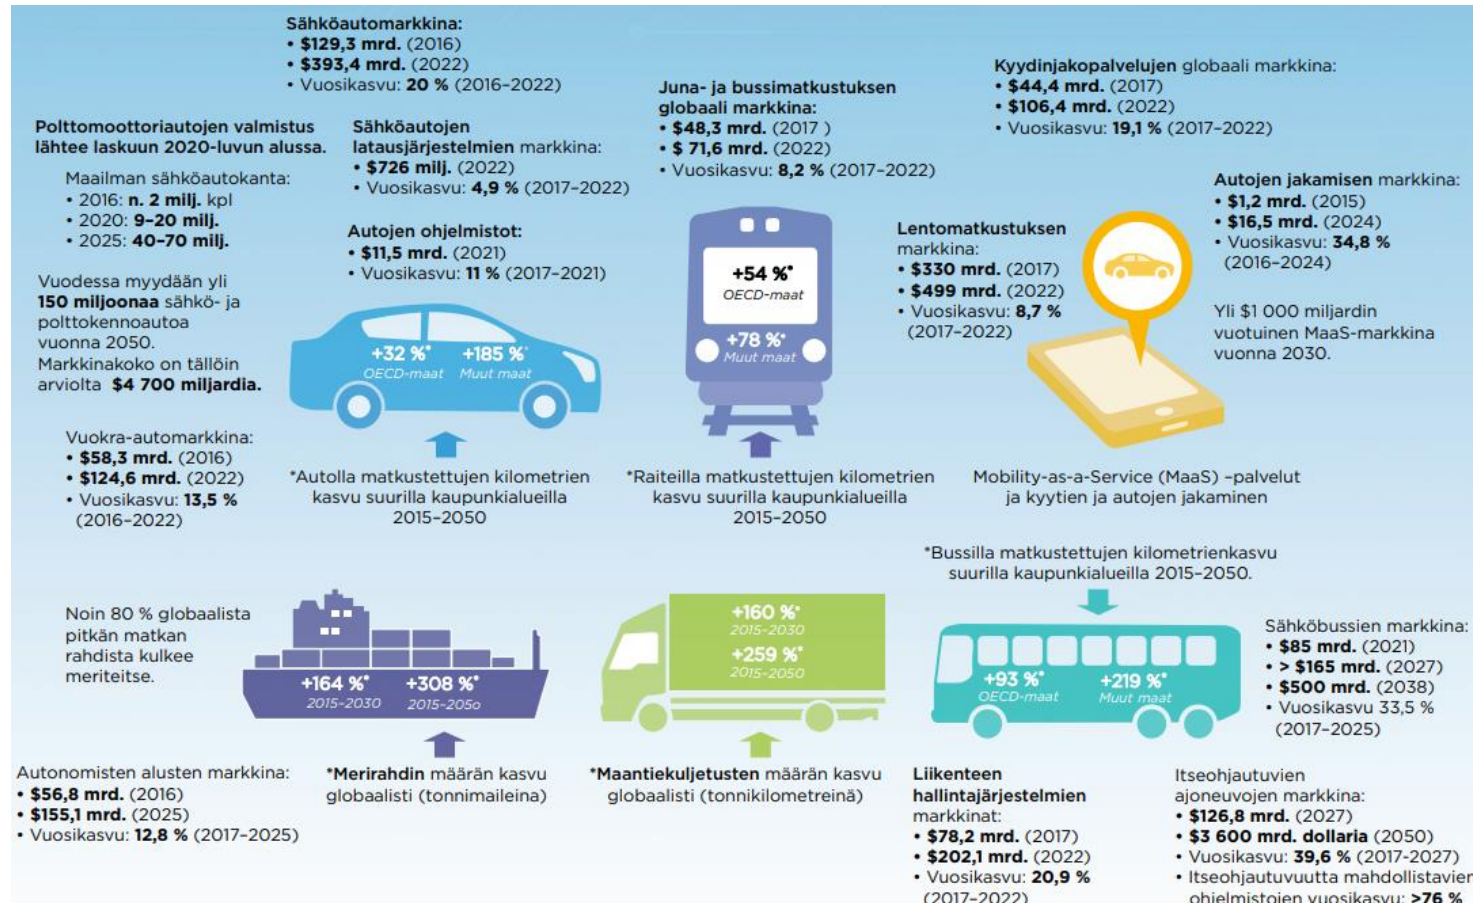 Sähköautomarkkina:
• $129,3 mrd. (2016)
• $393,4 mrd. (2022)
• Vuosikasvu: 20 % (2016–2022)
Polttomoottoriautojen valmistus
lähtee laskuun 2020-luvun alussa.
Maailman sähköautokanta:
• 2016: n. 2 milj. kpl
• 2020: 9–20 milj.
• 2025: 40–70 milj.
Vuodessa myydään yli
150 miljoonaa sähkö- ja
polttokennoautoa
vuonna 2050.
Markkinakoko on tällöin
arviolta $4 700 miljardia.
Vuokra-automarkkina:
• $58,3 mrd. (2016)
• $124,6 mrd. (2022)
• Vuosikasvu: 13,5 %
(2016–2022)
Sähköautojen
latausjärjestelmien markkina:
• $726 milj. (2022)
• Vuosikasvu: 4,9 % (2017–2022)
Autojen ohjelmistot:
• $11,5 mrd. (2021)
• Vuosikasvu: 11 % (2017–2021)
+32 %* +185 %*
OECD-maat Muut maat
*Autolla matkustettujen kilometrien
kasvu suurilla kaupunkialueilla
2015–2050
Juna- ja bussimatkustuksen
globaali markkina:
• $48,3 mrd. (2017 )
• $ 71,6 mrd. (2022)
• Vuosikasvu: 8,2 % (2017–2022)
+54 %*
OECD-maat
+78 %*
Muut maat
*Raiteilla matkustettujen kilometrien
kasvu suurilla kaupunkialueilla
2015–2050
Lentomatkustuksen
markkina:
• $330 mrd. (2017)
• $499 mrd. (2022)
• Vuosikasvu: 8,7 %
(2017–2022)
Kyydinjakopalvelujen globaali markkina:
• $44,4 mrd. (2017)
• $106,4 mrd. (2022)
• Vuosikasvu: 19,1 % (2017–2022)
Autojen jakamisen markkina:
• $1,2 mrd. (2015)
• $16,5 mrd. (2024)
• Vuosikasvu: 34,8 %
(2016–2024)
Yli $1 000 miljardin
vuotuinen MaaS-markkina
vuonna 2030.
Mobility-as-a-Service (MaaS) –palvelut
ja kyytien ja autojen jakaminen
Noin 80 % globaalista
pitkän matkan
rahdista kulkee
meriteitse.
+164 %* +308 %*
2015-2030 2015-205o
*Merirahdin määrän kasvu
globaalisti (tonnimaileina)
Autonomisten alusten markkina:
• $56,8 mrd. (2016)
• $155,1 mrd. (2025)
• Vuosikasvu: 12,8 % (2017–2025)
+160 %*
2015-2030
+259 %*
2015-2050
*Maantiekuljetusten määrän kasvu
globaalisti (tonnikilometreinä)
*Bussilla matkustettujen kilometrienkasvu
suurilla kaupunkialueilla 2015–2050.
+93 %* +219 %*
OECD-maat Muut maat
Sähköbussien markkina:
• $85 mrd. (2021)
• > $165 mrd. (2027)
• $500 mrd. (2038)
• Vuosikasvu 33,5 %
(2017–2025)
Liikenteen
hallintajärjestelmien
markkinat:
• $78,2 mrd. (2017)
• $202,1 mrd. (2022)
• Vuosikasvu: 20,9 %
(2017–2022)
Itseohjautuvien
ajoneuvojen markkina:
• $126,8 mrd. (2027)
• $3 600 mrd. dollaria (2050)
• Vuosikasvu: 39,6 % (2017-2027)
• Itseohjautuvuutta mahdollistavien
ohjelmistojen vuosikasvu: >76 %